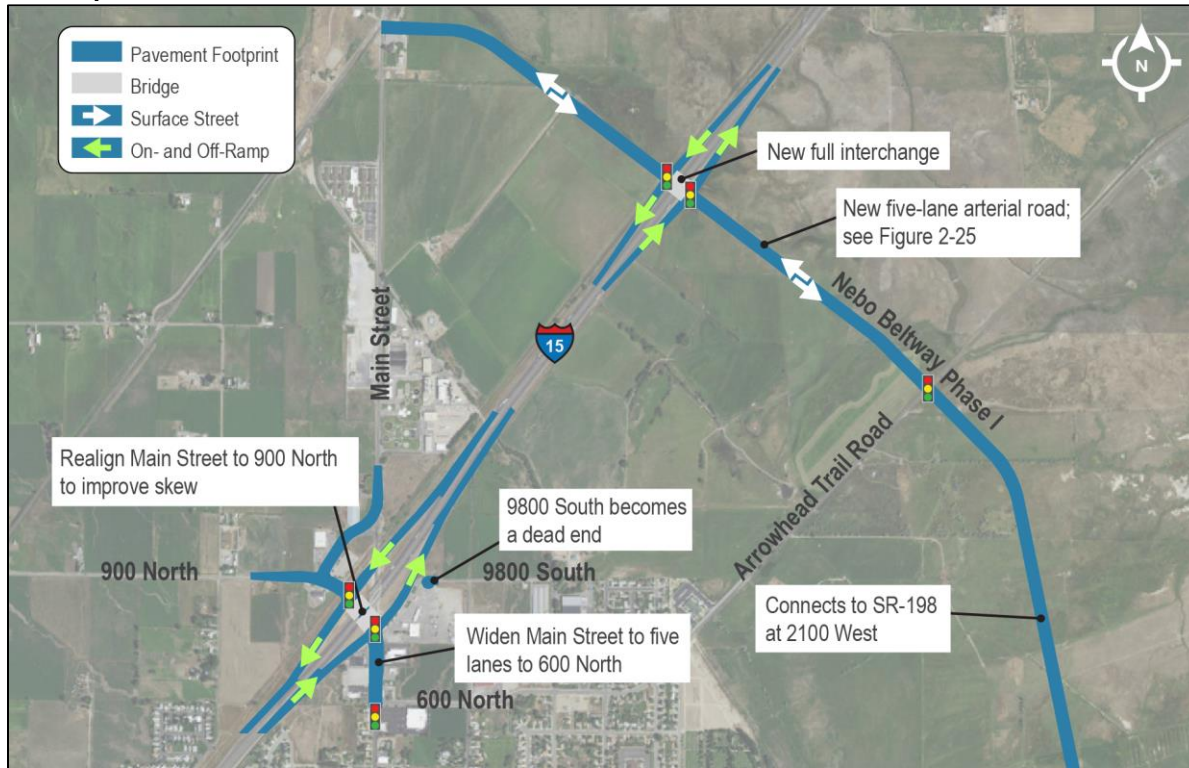 Pavement Footprint
Bridge
Surface Street
On- and Off-Ramp
N
New full interchange
New five-lane arterial road;
see Figure 2-25
Main Street
15
Nebo Beltway Phase I
Realign Main Street to 900 North
to improve skew
9800 South becomes
a dead end
Arrowhead Trail Road
900 North
9800 South
Connects to SR-198
at 2100 West
Widen Main Street to five
lanes to 600 North
600 North